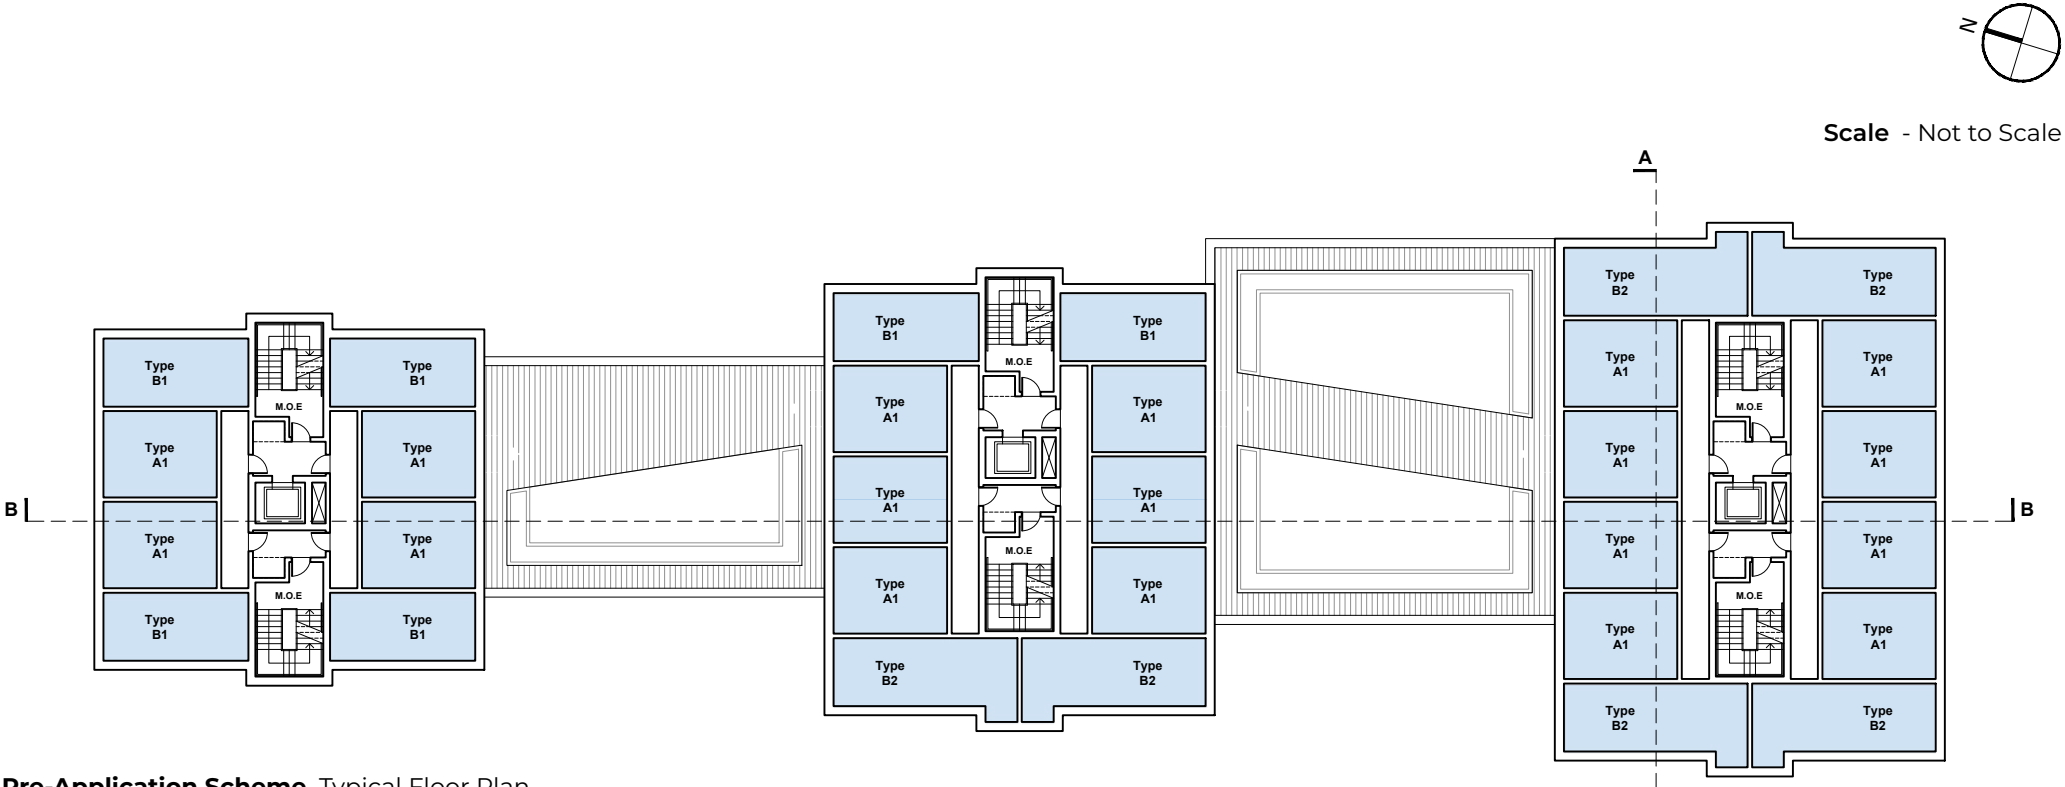 N
Scale - Not to Scale
A
Type
B2
Type
B2
Type
B1
Type
B1
M.O.E
Type
B1
Type
B1
M.O.E
Type
A1
Type
A1
M.O.E
Type
A1
Type
A1
Type
A1
Type
A1
Type
A1
Type
A1
B
Type
A1
Type
A1
Type
A1
Type
A1
M.O.E
Type
A1
Type
A1
B
M.O.E
Type
B1
Type
B1
Type
A1
Type
A1
M.O.E
Type
A1
Type
A1
Type
B2
Type
B2
Type
B2
Type
B2
Pre-Application Scheme Typical Floor Plan